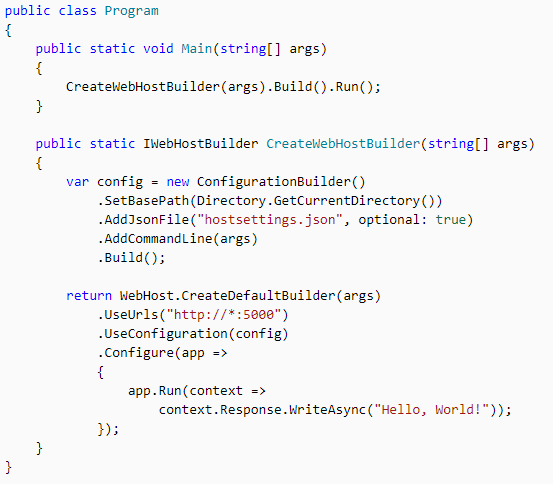 public class Program
{
    public static void Main(string[] args)
    {
        CreateWebHostBuilder(args).Build().Run();
    }

    public static IWebHostBuilder CreateWebHostBuilder(string[] args)
    {
        var config = new ConfigurationBuilder()
            .SetBasePath(Directory.GetCurrentDirectory())
            .AddJsonFile("hostsettings.json", optional: true)
            .AddCommandLine(args)
            .Build();

        return WebHost.CreateDefaultBuilder(args)
            .UseUrls("http://*:5000")
            .UseConfiguration(config)
            .Configure(app =>
            {
                app.Run(context =>
                    context.Response.WriteAsync("Hello, World!"));
            });
    }
}